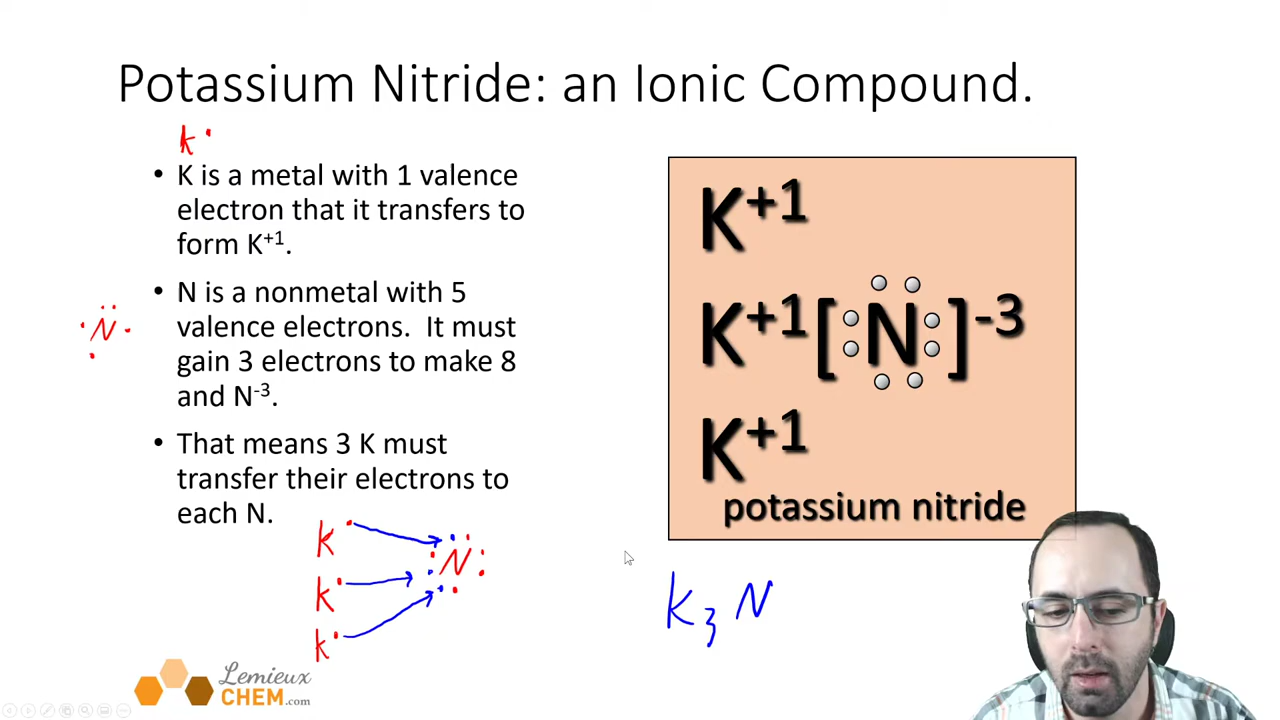 Potassium Nitride: an Ionic Compound.
K·
• K is a metal with 1 valence
electron that it transfers to
form K+1.
• N is a nonmetal with 5
valence electrons. It must
gain 3 electrons to make 8
and N-3.
N
• That means 3 K must
transfer their electrons to
each N.
K
K
K
N
K+1
K+1[N]-3
K+1
potassium nitride
K3N
Lemieux
CHEM.com